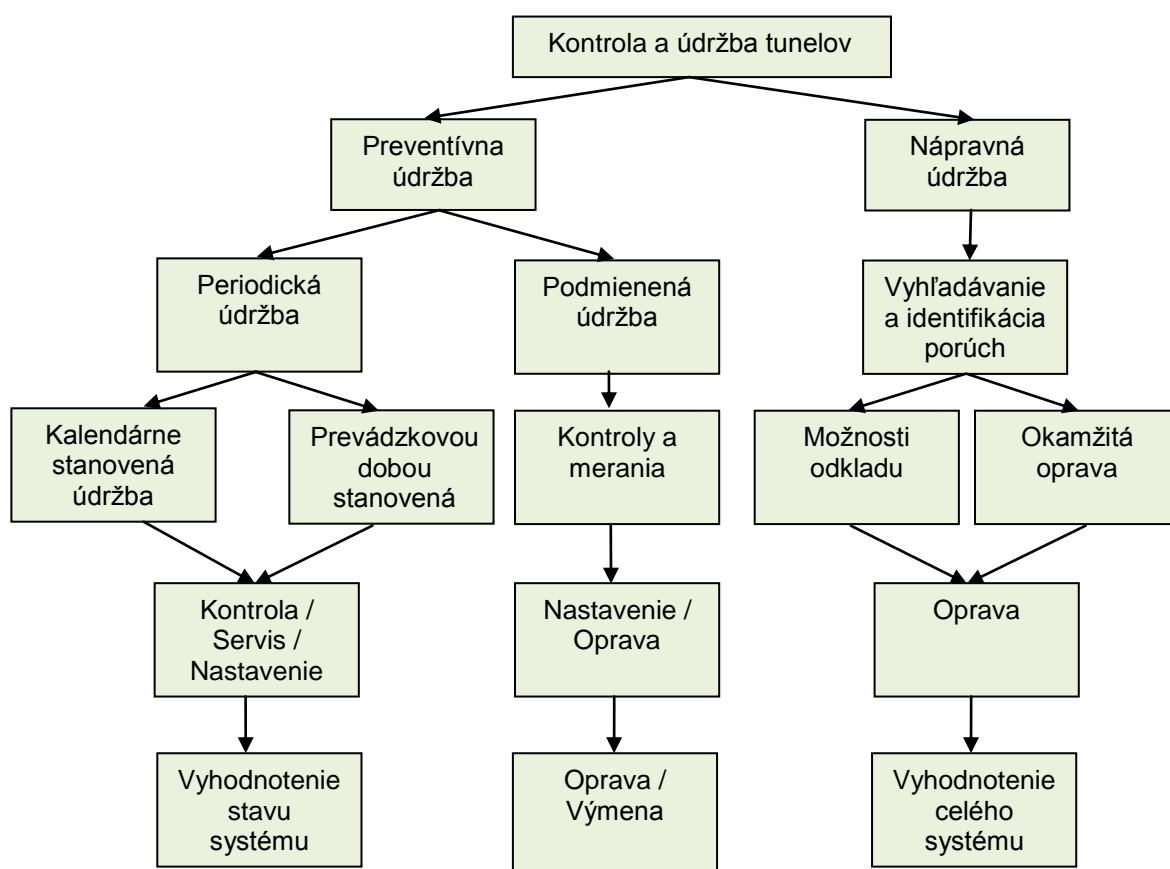 Kontrola a údržba tunelov
Preventívna
údržba
Nápravná
údržba
Periodická
údržba
Podmienená
údržba
Vyhľadávanie
a identifikácia
porúch
Kalendárne
stanovená
údržba
Prevádzkovou
dobou
stanovená
Kontroly a
merania
Možnosti
odkladu
Okamžitá
oprava
Kontrola /
Servis /
Nastavenie
Nastavenie /
Oprava
Oprava
Vyhodnotenie
stavu
systému
Oprava /
Výmena
Vyhodnotenie
celého
systému